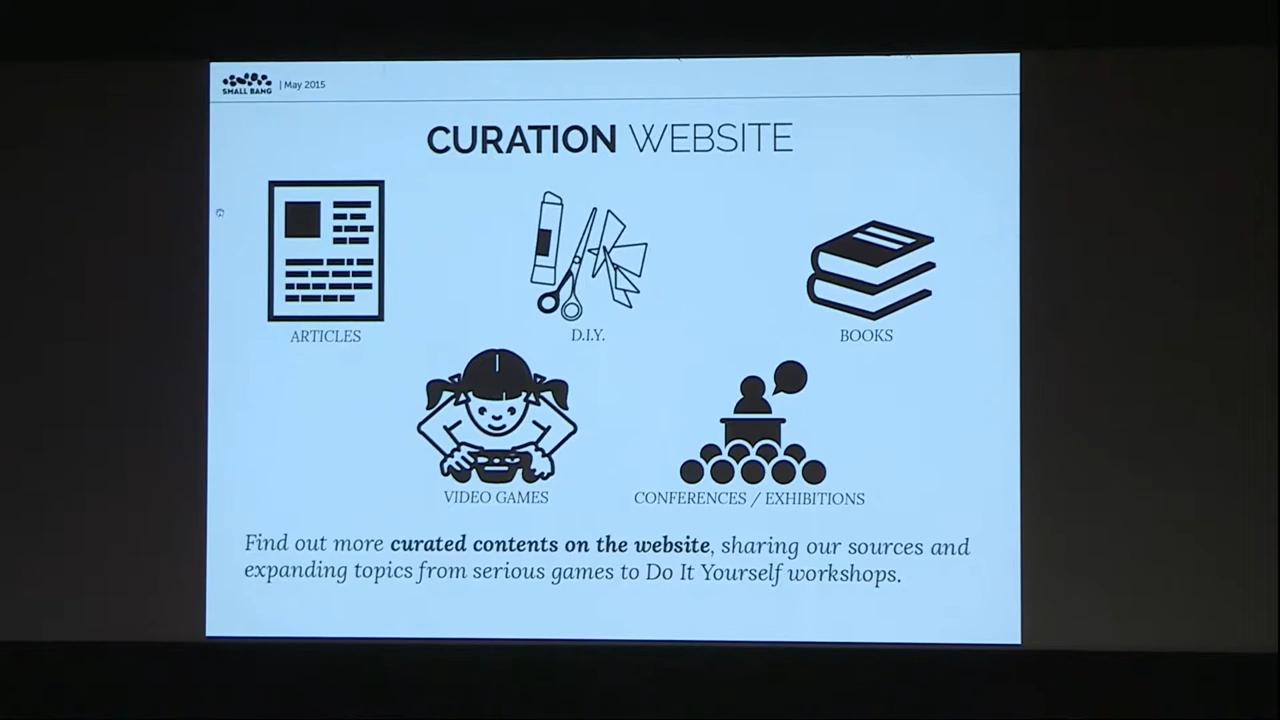 SMALL BANG | May 2015
CURATION WEBSITE
ARTICLES
D.I.Y.
BOOKS
VIDEO GAMES
CONFERENCES / EXHIBITIONS
Find out more curated contents on the website, sharing our sources and
expanding topics from serious games to Do It Yourself workshops.